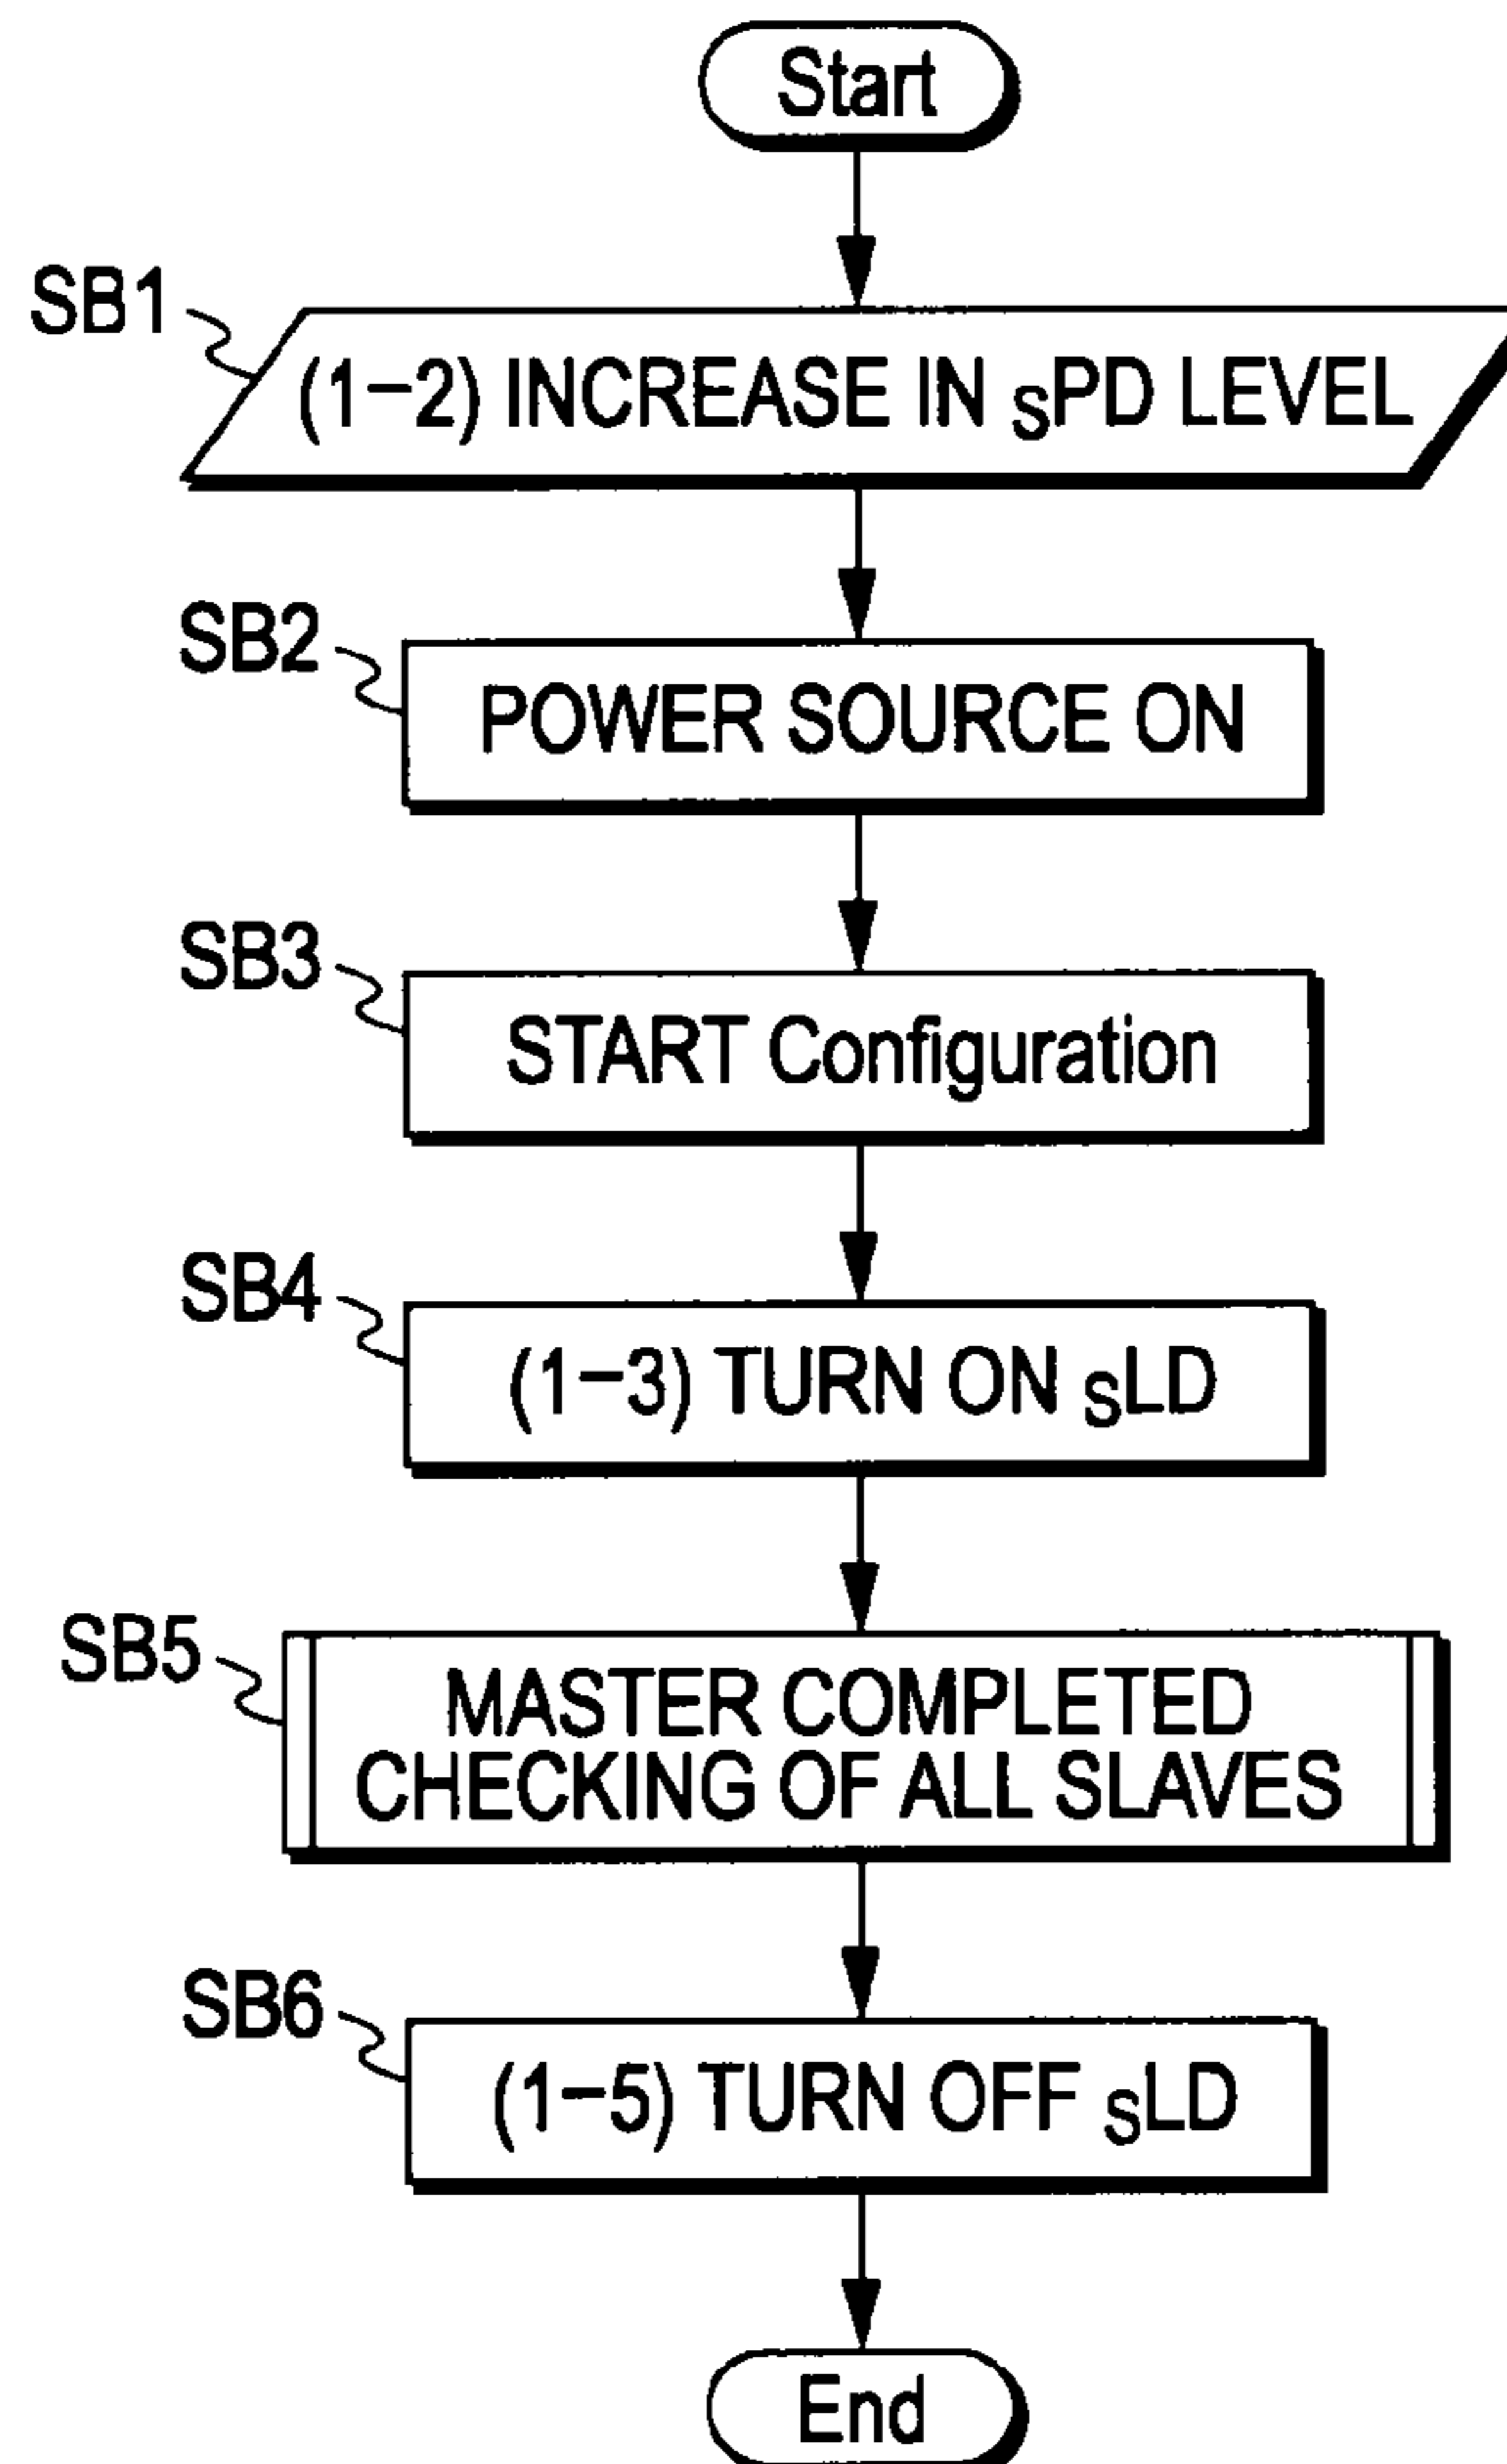 Start
SB1
(1-2) INCREASE IN SPD LEVEL
SB2
POWER SOURCE ON
SB3
START Configuration
SB4
(1-3) TURN ON SLD
SB5
MASTER COMPLETED
CHECKING OF ALL SLAVES
SB6
(1-5) TURN OFF SLD
End